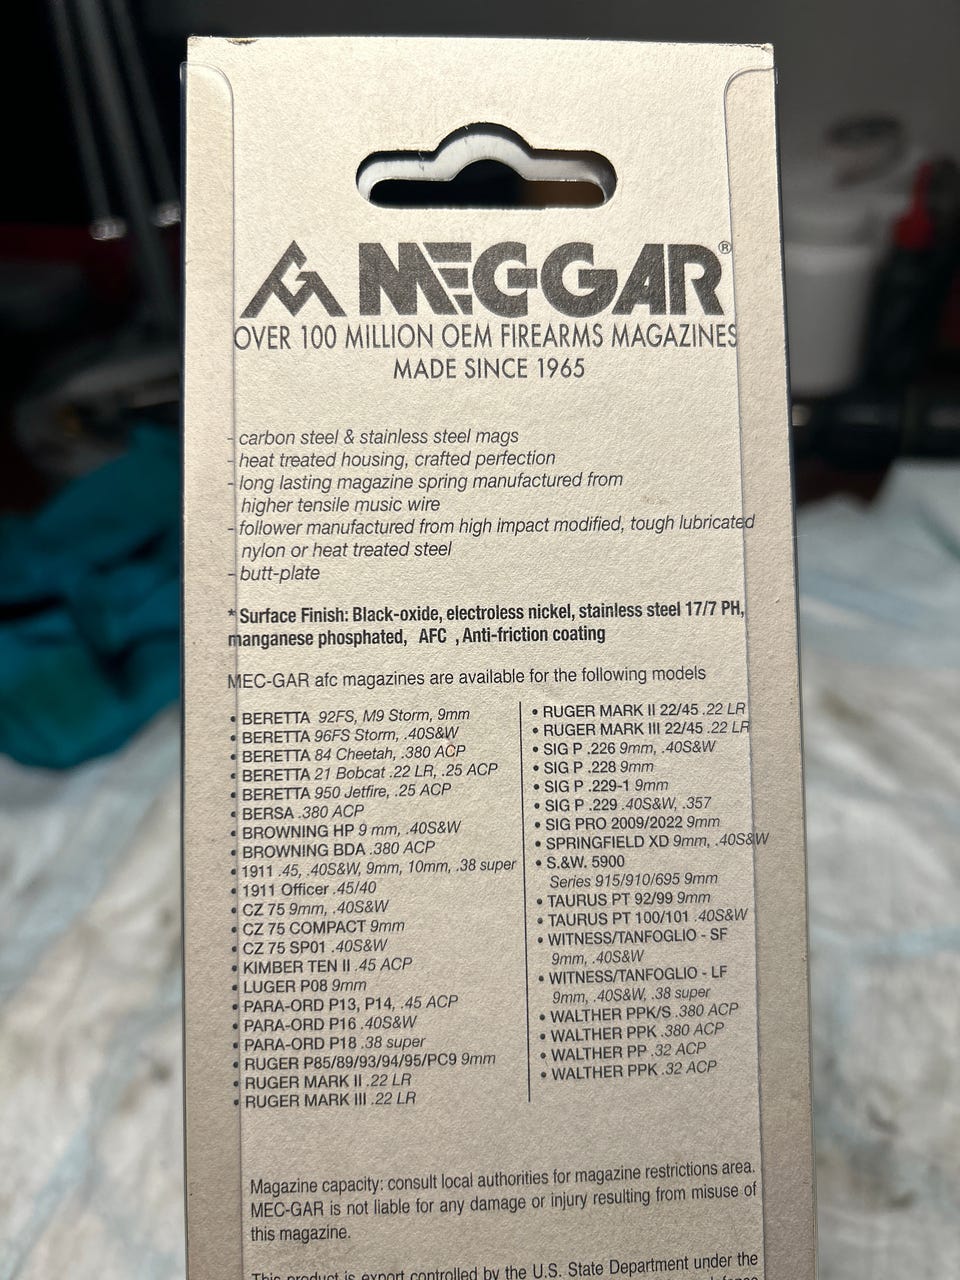 MEC-GAR®
OVER 100 MILLION OEM FIREARMS MAGAZINES
MADE SINCE 1965
- carbon steel & stainless steel mags
- heat treated housing, crafted perfection
- long lasting magazine spring manufactured from
higher tensile music wire
- follower manufactured from high impact modified, tough lubricated
nylon or heat treated steel
- butt-plate
* Surface Finish: Black-oxide, electroless nickel, stainless steel 17/7 PH,
manganese phosphated, AFC , Anti-friction coating
MEC-GAR afc magazines are available for the following models
• BERETTA 92FS, M9 Storm, 9mm
• BERETTA 96FS Storm, .40S&W
• BERETTA 84 Cheetah, .380 ACP
• BERETTA 21 Bobcat .22 LR, .25 ACP
• BERETTA 950 Jetfire, .25 ACP
• BERSA .380 ACP
• BROWNING HP 9 mm, .40S&W
• BROWNING BDA .380 ACP
• 1911 .45, .40S&W, 9mm, 10mm, .38 super
• 1911 Officer .45/40
• CZ 75 9mm, .40S&W
• CZ 75 COMPACT 9mm
• CZ 75 SP01 .40S&W
• KIMBER TEN II .45 ACP
• LUGER P08 9mm
• PARA-ORD P13, P14, .45 ACP
• PARA-ORD P16 .40S&W
• PARA-ORD P18 .38 super
• RUGER P85/89/93/94/95/PC9 9mm
• RUGER MARK II .22 LR
• RUGER MARK III .22 LR
• RUGER MARK II 22/45 .22 LR
• RUGER MARK III 22/45 .22 LR
• SIG P .226 9mm, .40S&W
• SIG P .228 9mm
• SIG P .229-1 9mm
• SIG P .229 .40S&W, .357
• SIG PRO 2009/2022 9mm
• SPRINGFIELD XD 9mm, .40S&W
• S.&W. 5900
Series 915/910/695 9mm
• TAURUS PT 92/99 9mm
• TAURUS PT 100/101 .40S&W
• WITNESS/TANFOGLIO - SF
9mm, .40S&W
• WITNESS/TANFOGLIO - LF
9mm, .40S&W, .38 super
• WALTHER PPK/S .380 ACP
• WALTHER PPK .380 ACP
• WALTHER PP .32 ACP
• WALTHER PPK .32 ACP
Magazine capacity: consult local authorities for magazine restrictions area.
MEC-GAR is not liable for any damage or injury resulting from misuse of
this magazine.
This product is export controlled by the U.S. State Department under the